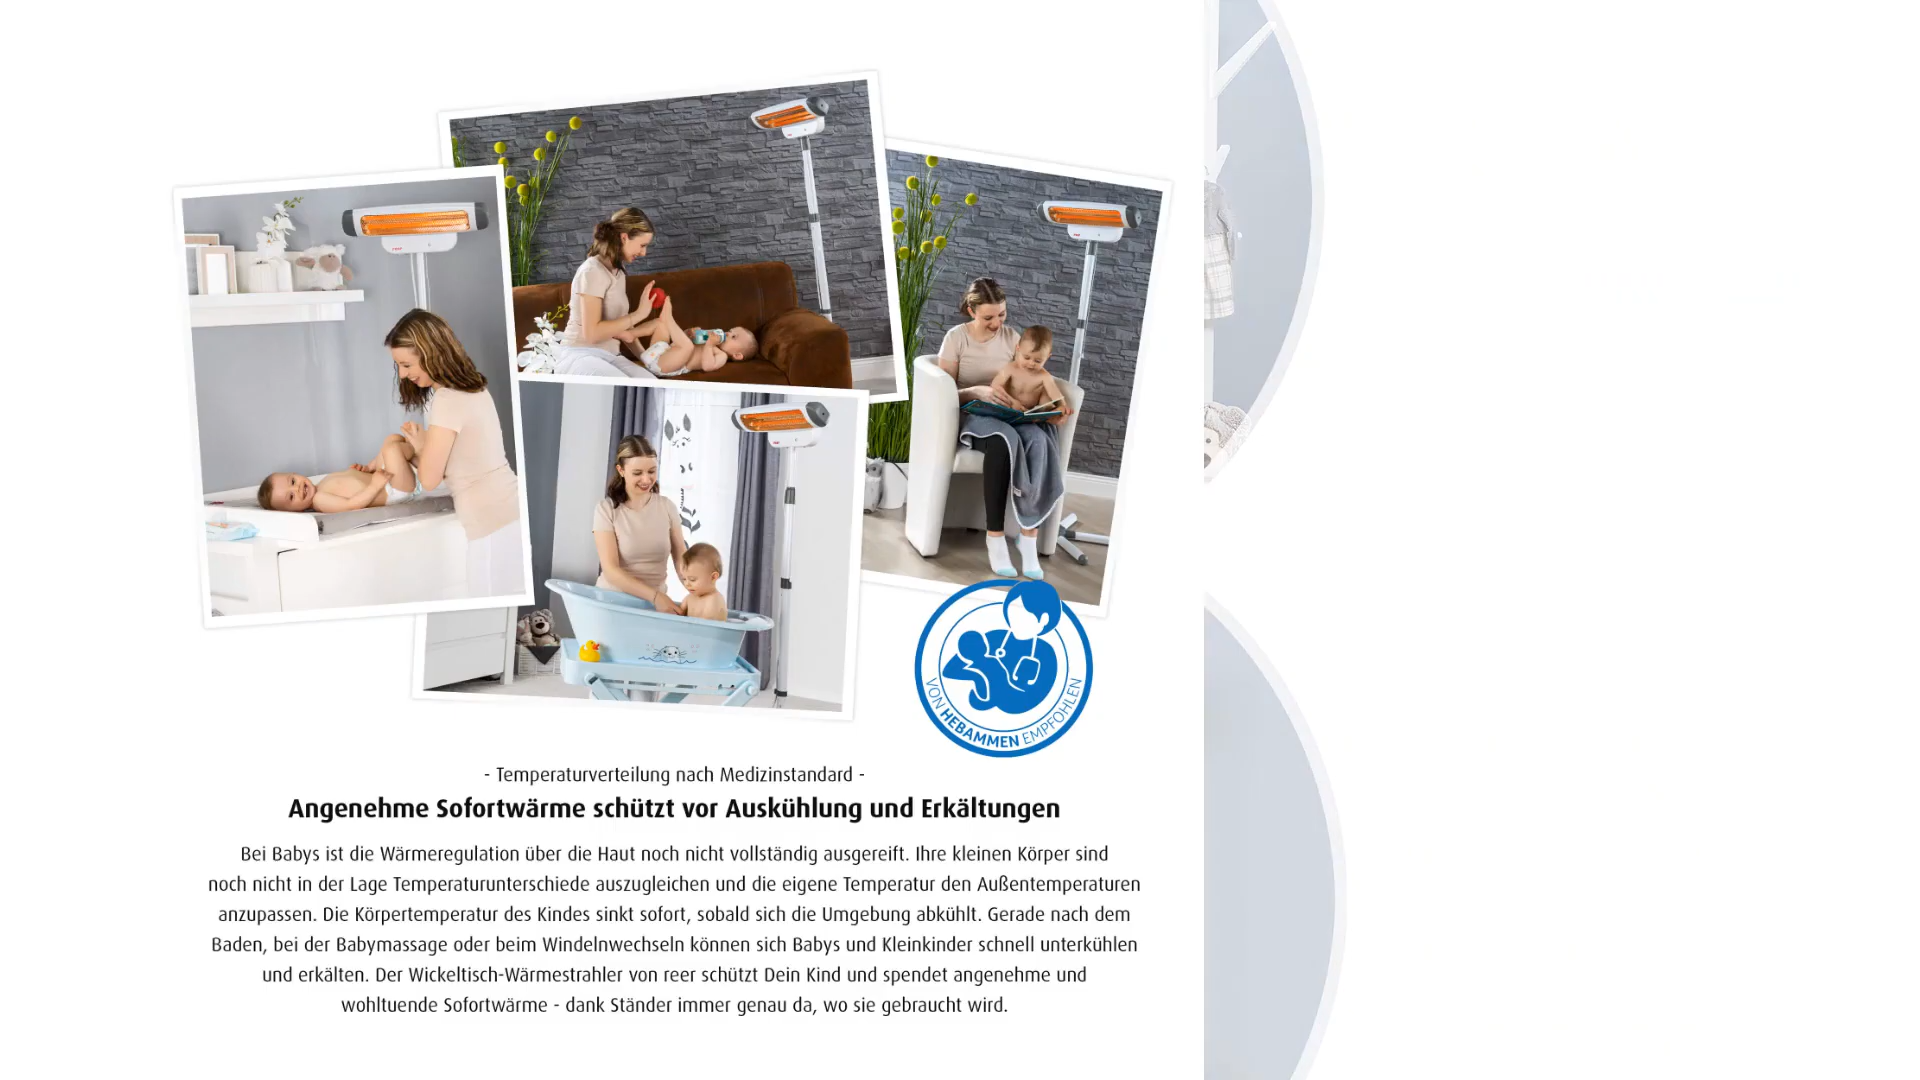 VON HEBAMMEN EMPFOHLEN
- Temperaturverteilung nach Medizinstandard -
Angenehme Sofortwärme schützt vor Auskühlung und Erkältungen
Bei Babys ist die Wärmeregulation über die Haut noch nicht vollständig ausgereift. Ihre kleinen Körper sind
noch nicht in der Lage Temperaturunterschiede auszugleichen und die eigene Temperatur den Außentemperaturen
anzupassen. Die Körpertemperatur des Kindes sinkt sofort, sobald sich die Umgebung abkühlt. Gerade nach dem
Baden, bei der Babymassage oder beim Windelnwechseln können sich Babys und Kleinkinder schnell unterkühlen
und erkälten. Der Wickeltisch-Wärmestrahler von reer schützt Dein Kind und spendet angenehme und
wohltuende Sofortwärme - dank Ständer immer genau da, wo sie gebraucht wird.